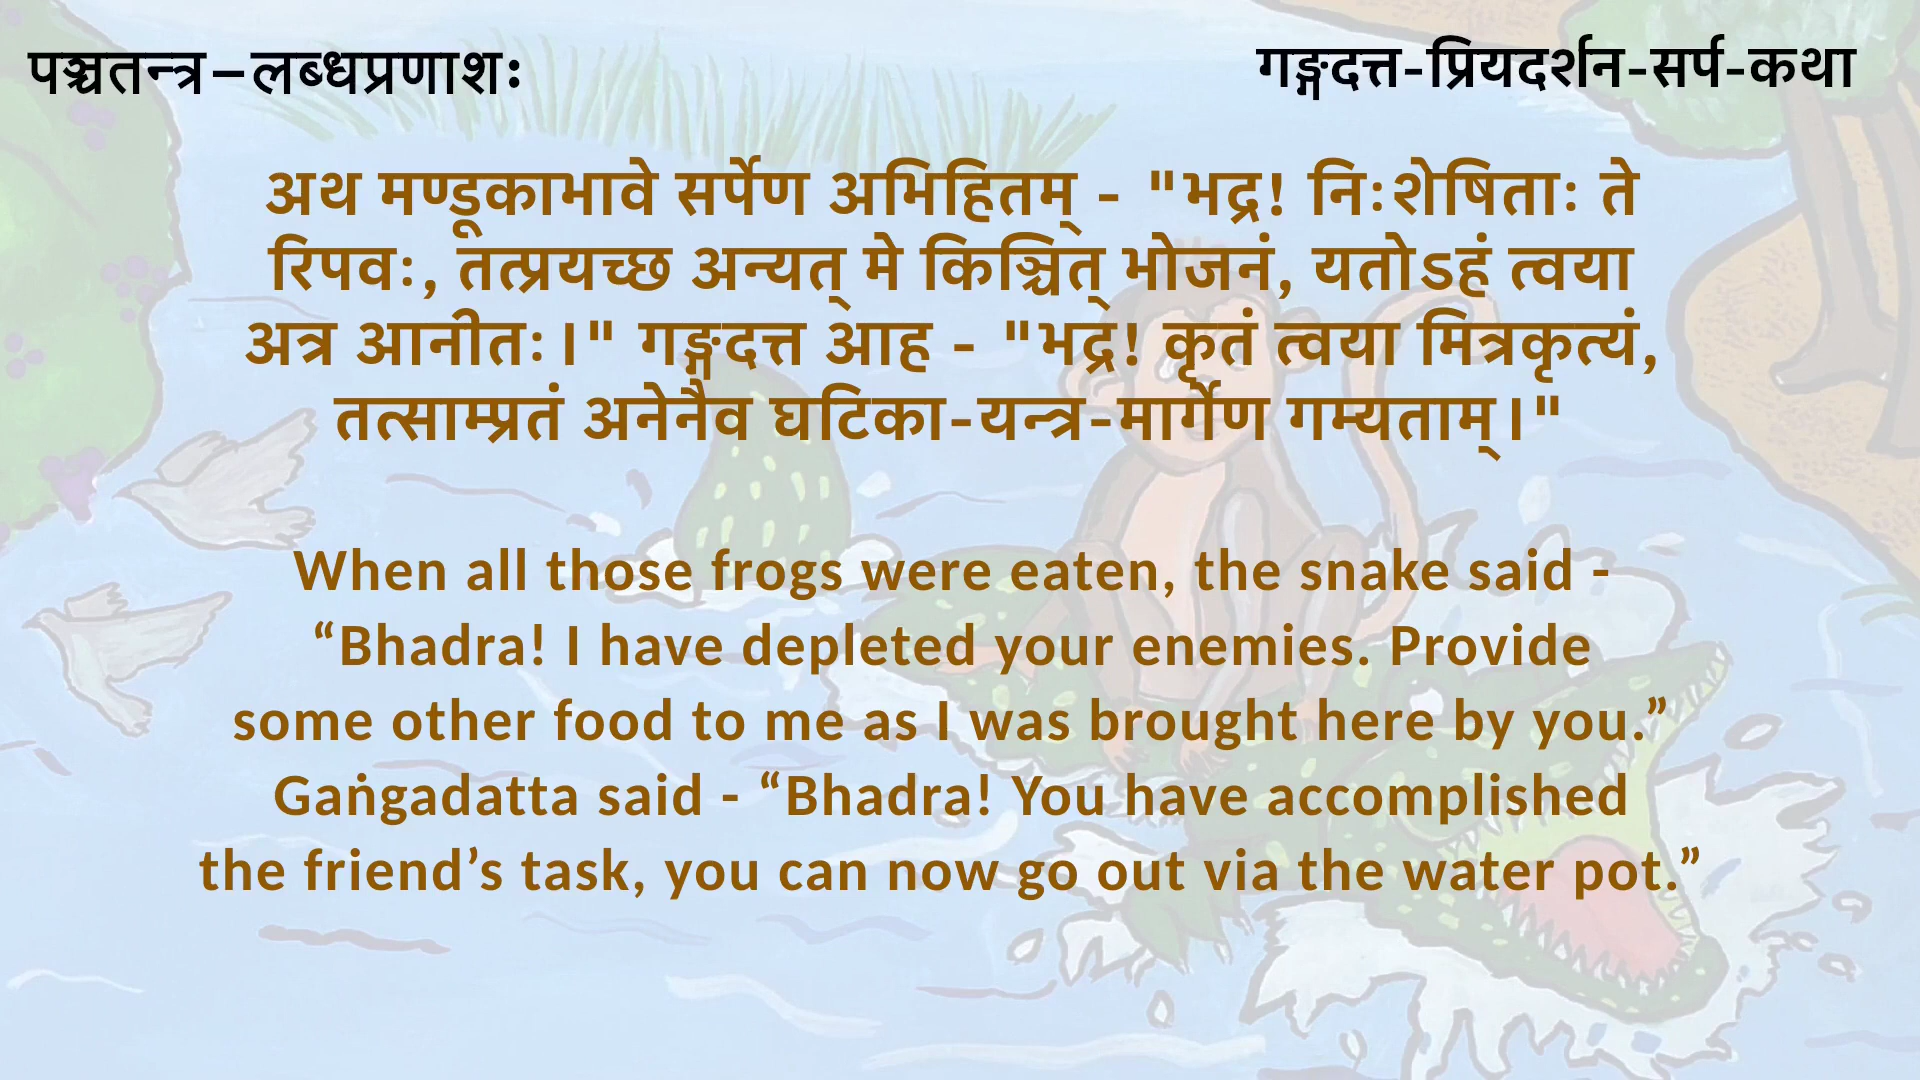 पञ्चतन्त्र–लब्धप्रणाशः
गङ्गदत्त-प्रियदर्शन-सर्प-कथा
अथ मण्डूकाभावे सर्पेण अभिहितम् - "भद्र! निःशेषिताः ते
रिपवः, तत्प्रयच्छ अन्यत् मे किञ्चित् भोजनं, यतोऽहं त्वया
अत्र आनीतः।" गङ्गदत्त आह - "भद्र! कृतं त्वया मित्रकृत्यं,
तत्साम्प्रतं अनेनैव घटिका-यन्त्र-मार्गेण गम्यताम्।"
When all those frogs were eaten, the snake said -
“Bhadra! I have depleted your enemies. Provide
some other food to me as I was brought here by you.”
Gaṅgadatta said - “Bhadra! You have accomplished
the friend’s task, you can now go out via the water pot.”